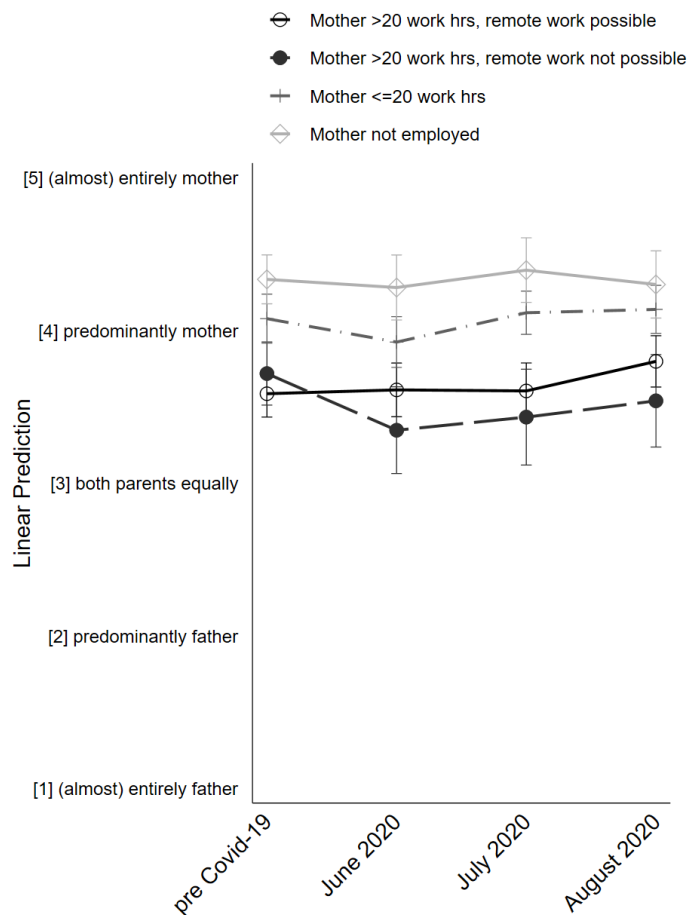 Mother >20 work hrs, remote work possible
Mother >20 work hrs, remote work not possible
Mother <=20 work hrs
Mother not employed
[5] (almost) entirely mother
[4] predominantly mother
[3] both parents equally
[2] predominantly father
[1] (almost) entirely father
Linear Prediction
pre Covid-19
June 2020
July 2020
August 2020